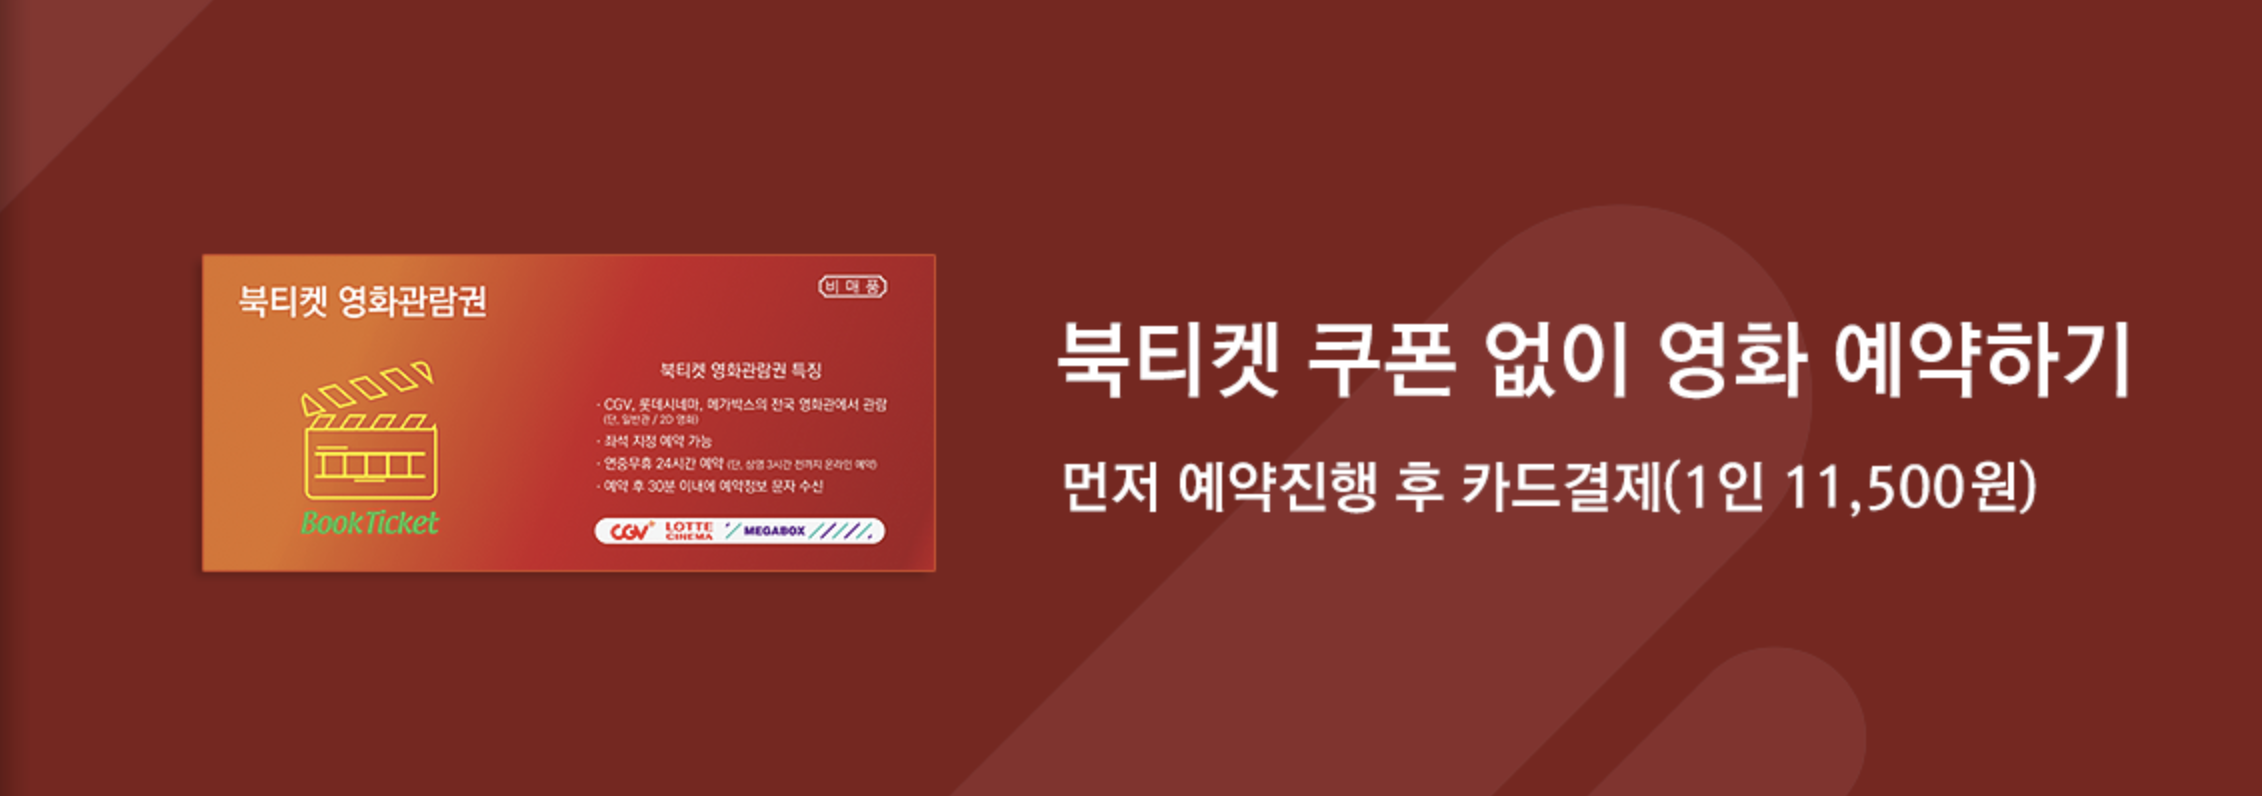 북티켓 영화관람권
비매품
북티켓 영화관람권 특징
· CGV, 롯데시네마, 메가박스의 전국 영화관에서 관람
(단, 일반관 / 2D 영화)
· 좌석 지정 예약 가능
· 연중무휴 24시간 예약 (단, 상영 3시간 전까지 온라인 예약)
· 예약 후 30분 이내에 예약정보 문자 수신
BookTicket
CGV LOTTE CINEMA MEGABOX
북티켓 쿠폰 없이 영화 예약하기
먼저 예약진행 후 카드결제(1인 11,500원)